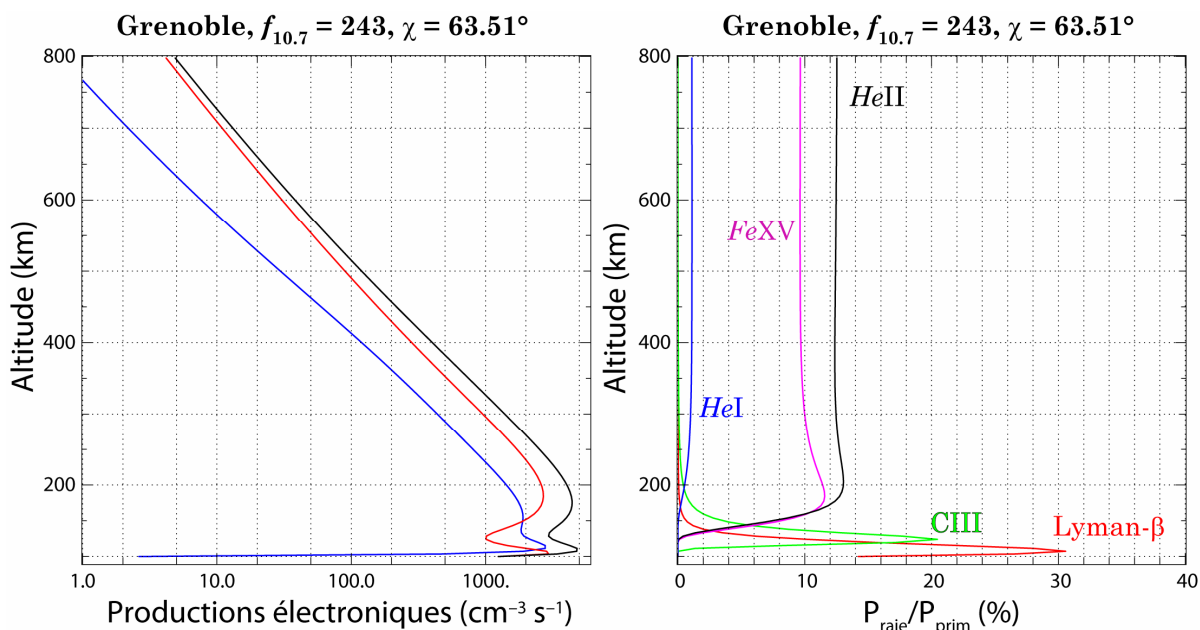 Grenoble, f10.7 = 243, χ = 63.51°
800
600
400
200
Altitude (km)
1.0
10.0
100.0
1000.
Productions électroniques (cm⁻³ s⁻¹)
Grenoble, f10.7 = 243, χ = 63.51°
800
600
400
200
Altitude (km)
HeII
FeXV
HeI
CIII
Lyman-β
0
10
20
30
40
Praie/Pprim (%)